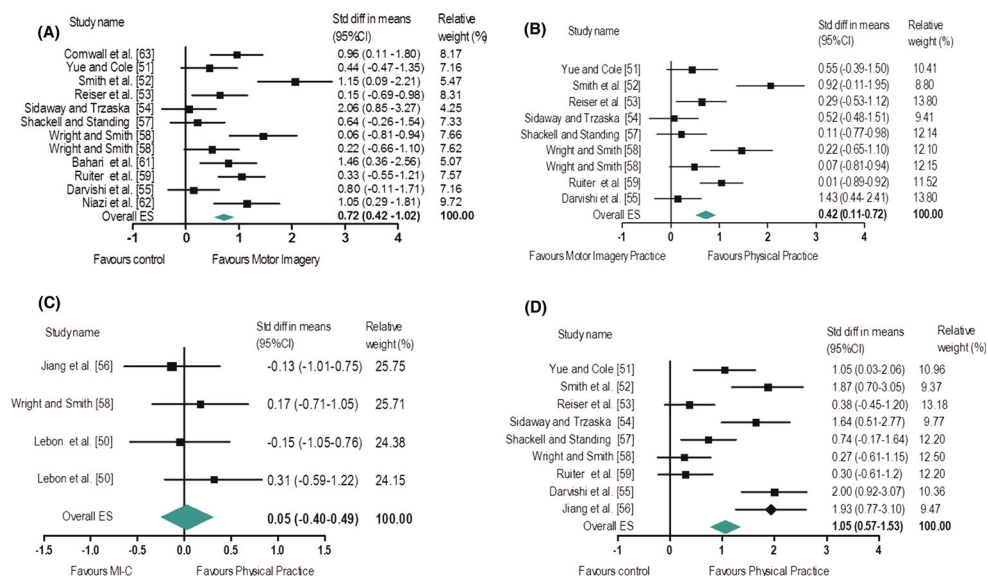 (A)
Study name Std diff in means Relative
(95%CI) weight (%)
Cornwall et al. [63] 0.96 (0.11 -1.80) 8.17
Yue and Cole [51] 0.44 (-0.47-1.35) 7.16
Smith et al. [52] 1.15 (0.09 -2.21) 5.47
Reiser et al. [53] 0.15 (-0.69-0.98) 8.31
Sidaway and Trzaska [54] 2.06 (0.85 -3.27) 4.25
Shackell and Standing [57] 0.64 (-0.26-1.54) 7.33
Wright and Smith [58] 0.06 (-0.81-0.94) 7.66
Wright and Smith [58] 0.22 (-0.66-1.10) 7.62
Bahari et al. [61] 1.46 (0.36 -2.56) 5.07
Ruiter et al. [59] 0.33 (-0.55-1.21) 7.57
Darvishi et al. [55] 0.80 (-0.11-1.71) 7.16
Niazi et al. [62] 1.05 (0.29 -1.81) 9.72
Overall ES 0.72 (0.42 -1.02) 100.00
-1 0 1 2 3 4
Favours control Favours Motor Imagery
(B)
Study name Std diff in means Relative
(95%CI) weight (%)
Yue and Cole [51] 0.55 (-0.39-1.50) 10.41
Smith et al. [52] 0.92 (-0.11-1.95) 8.80
Reiser et al. [53] 0.29 (-0.53-1.12) 13.80
Sidaway and Trzaska [54] 0.52 (-0.48-1.51) 9.41
Shackell and Standing [57] 0.11 (-0.77-0.98) 12.14
Wright and Smith [58] 0.22 (-0.65-1.10) 12.10
Wright and Smith [58] 0.07 (-0.81-0.94) 12.15
Ruiter et al. [59] 0.01 (-0.89-0.92) 11.52
Darvishi et al. [55] 1.43 (0.44 -2.41) 13.80
Overall ES 0.42 (0.11-0.72) 100.00
-1 0 1 2 3 4
Favours Motor Imagery Practice Favours Physical Practice
(C)
Study name Std diff in means Relative
(95%CI) weight (%)
Jiang et al. [56] -0.13 (-1.01-0.75) 25.75
Wright and Smith [58] 0.17 (-0.71-1.05) 25.71
Lebon et al. [50] -0.15 (-1.05-0.76) 24.38
Lebon et al. [50] 0.31 (-0.59-1.22) 24.15
Overall ES 0.05 (-0.40-0.49) 100.00
-1.5 -1.0 -0.5 0.0 0.5 1.0 1.5
Favours MI-C Favours Physical Practice
(D)
Study name Std diff in means Relative
(95%CI) weight (%)
Yue and Cole [51] 1.05 (0.03-2.06) 10.96
Smith et al. [52] 1.87 (0.70-3.05) 9.37
Reiser et al. [53] 0.38 (-0.45-1.20) 13.18
Sidaway and Trzaska [54] 1.64 (0.51-2.77) 9.77
Shackell and Standing [57] 0.74 (-0.17-1.64) 12.20
Wright and Smith [58] 0.27 (-0.61-1.15) 12.50
Ruiter et al. [59] 0.30 (-0.61-1.2) 12.20
Darvishi et al. [55] 2.00 (0.92-3.07) 10.36
Jiang et al. [56] 1.93 (0.77-3.10) 9.47
Overall ES 1.05 (0.57-1.53) 100.00
-1 0 1 2 3 4
Favours control Favours Physical Practice